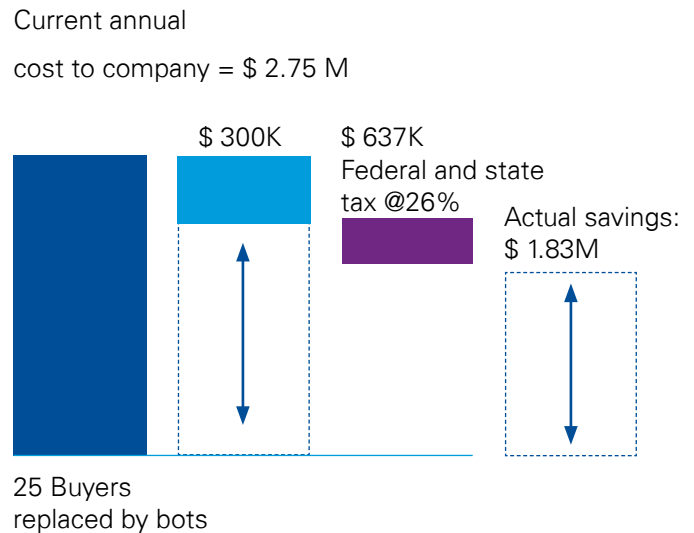 Current annual
cost to company = $ 2.75 M
$ 300K
$ 637K
Federal and state
tax @26%
Actual savings:
$ 1.83M
25 Buyers
replaced by bots